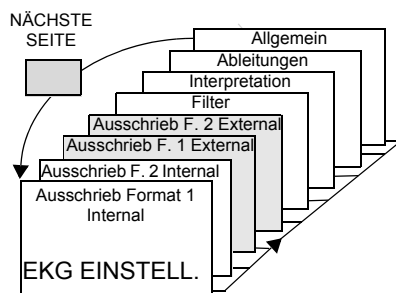 NÄCHSTE
SEITE
Allgemein
Ableitungen
Interpretation
Filter
Ausschrieb F. 2 External
Ausschrieb F. 1 External
Ausschrieb F. 2 Internal
Ausschrieb Format 1
Internal
EKG EINSTELL.